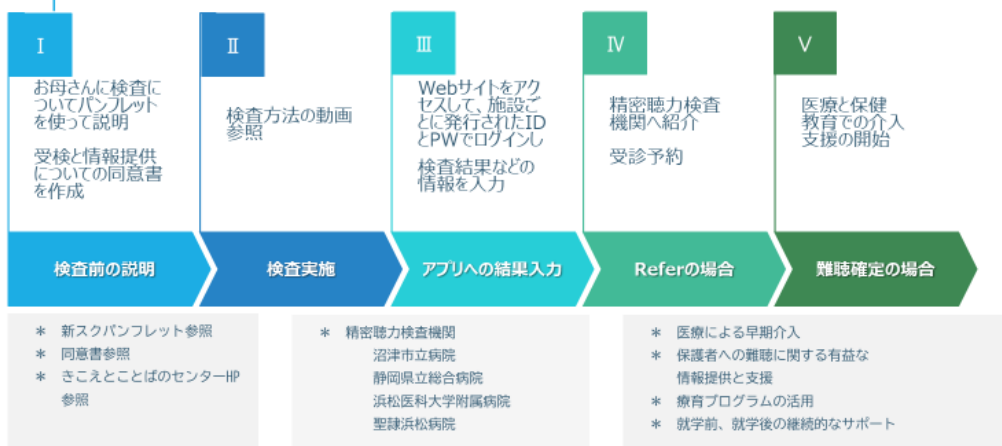 Ⅰ
お母さんに検査に
ついてパンフレット
を使って説明
受検と情報提供
についての同意書
を作成
Ⅱ
検査方法の動画
参照
Ⅲ
Webサイトをアク
セスして、施設ご
とに発行されたID
とPWでログインし
検査結果などの
情報を入力
Ⅳ
精密聴力検査
機関へ紹介
受診予約
Ⅴ
医療と保健
教育での介入
支援の開始
検査前の説明
検査実施
アプリへの結果入力
Referの場合
難聴確定の場合
＊ 新スクパンフレット参照
＊ 同意書参照
＊ きこえとことばのセンターHP
参照
＊ 精密聴力検査機関
沼津市立病院
静岡県立総合病院
浜松医科大学附属病院
聖隷浜松病院
＊ 医療による早期介入
＊ 保護者への難聴に関する有益な
情報提供と支援
＊ 療育プログラムの活用
＊ 就学前、就学後の継続的なサポート